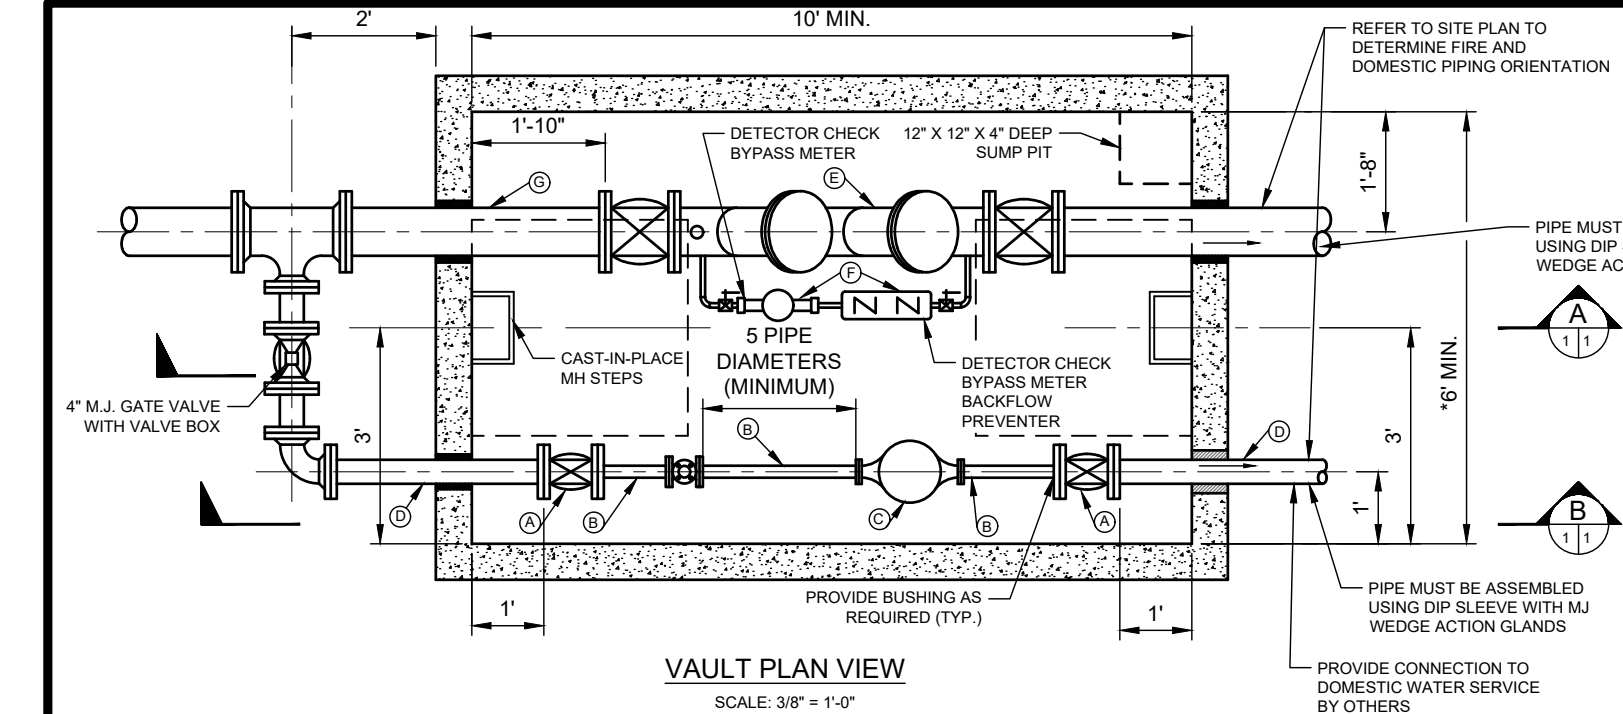 2'
10' MIN.
REFER TO SITE PLAN TO
DETERMINE FIRE AND
DOMESTIC PIPING ORIENTATION
1'-10"
DETECTOR CHECK
BYPASS METER
12" X 12" X 4" DEEP
SUMP PIT
1'-8"
G
E
PIPE MUST
USING DIP
WEDGE AC
F
A
1 1
5 PIPE
DIAMETERS
(MINIMUM)
CAST-IN-PLACE
MH STEPS
DETECTOR CHECK
BYPASS METER
BACKFLOW
PREVENTER
*6' MIN.
4" M.J. GATE VALVE
WITH VALVE BOX
3'
3'
B
D
D
A
B
C
B
A
1'
B
1 1
PROVIDE BUSHING AS
REQUIRED (TYP.)
1'
1'
PIPE MUST BE ASSEMBLED
USING DIP SLEEVE WITH MJ
WEDGE ACTION GLANDS
VAULT PLAN VIEW
SCALE: 3/8" = 1'-0"
PROVIDE CONNECTION TO
DOMESTIC WATER SERVICE
BY OTHERS